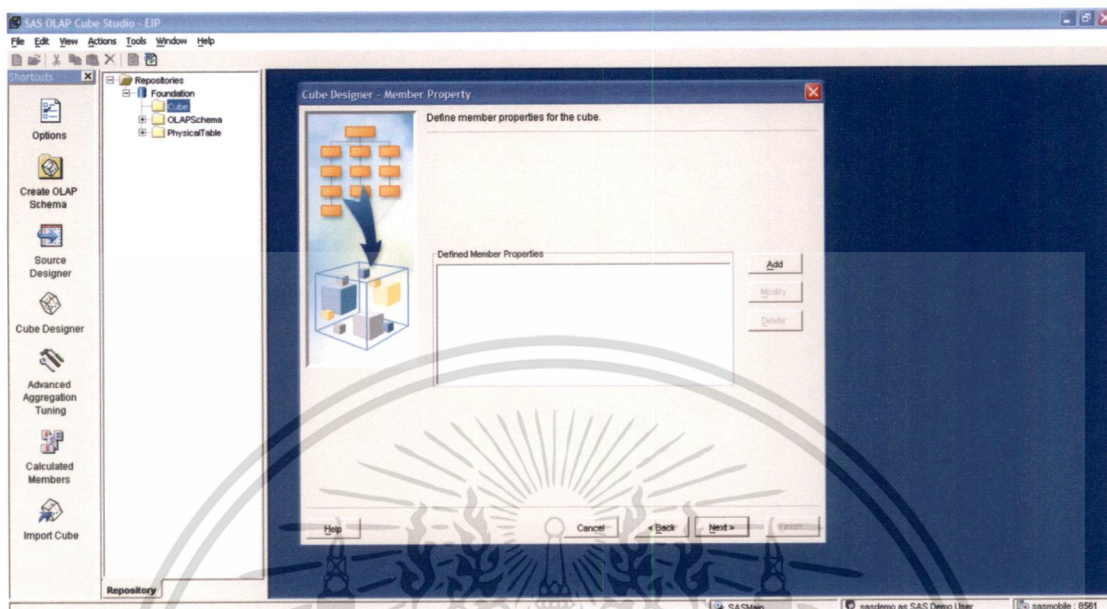 SAS OLAP Cube Studio - EIP
File Edit View Actions Tools Window Help
Shortcuts
Options
Create OLAP
Schema
Source
Designer
Cube Designer
Advanced
Aggregation
Tuning
Calculated
Members
Import Cube
Repositories
Foundation
Cube
OLAPSchema
PhysicalTable
Repository
Cube Designer - Member Property
Define member properties for the cube.
Defined Member Properties
Add
Modify
Delete
Help
Cancel
< Back
Next >
Finish
SASMain
sasdemo as SAS Demo User
sasmobile : 8561